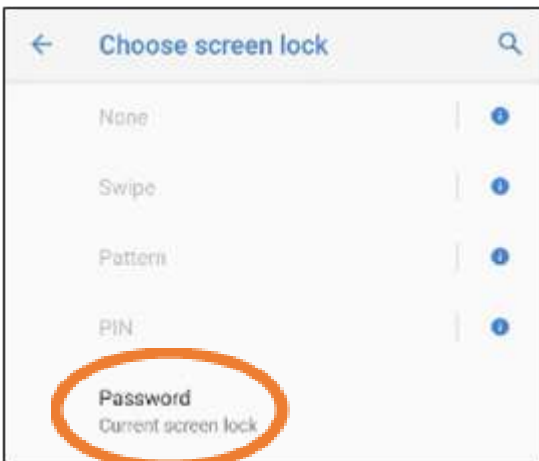 Choose screen lock
None
Swipe
Pattern
PIN
Password
Current screen lock